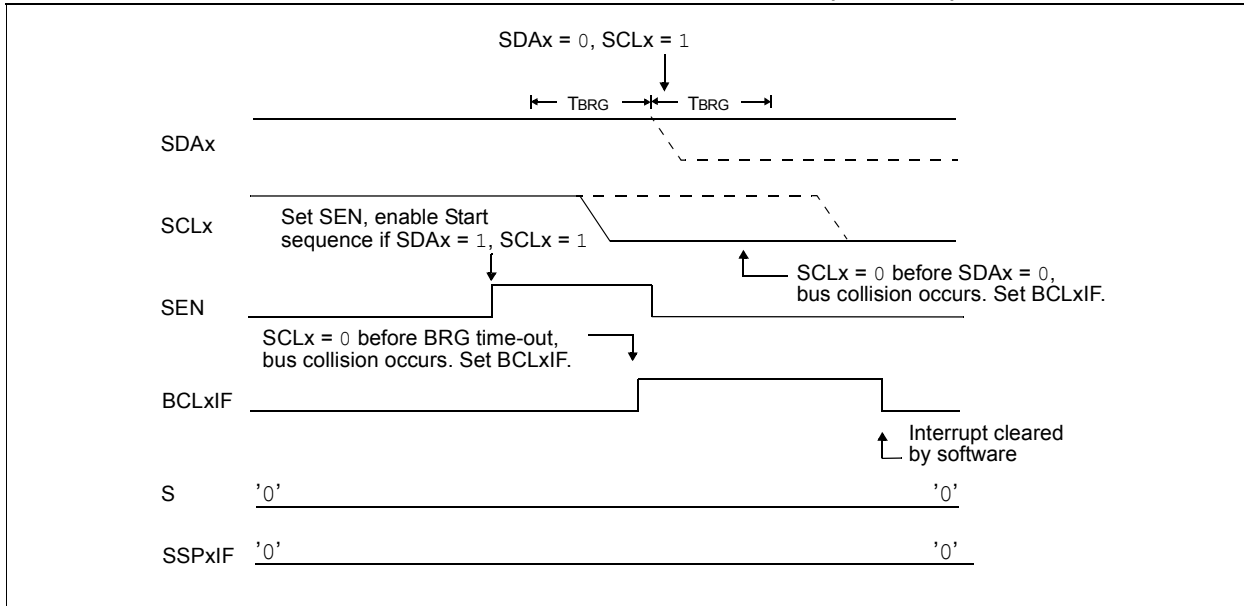 SDAx = 0, SCLx = 1
TBRG TBRG
SDAx
SCLx
Set SEN, enable Start
sequence if SDAx = 1, SCLx = 1
SCLx = 0 before SDAx = 0,
bus collision occurs. Set BCLxIF.
SEN
SCLx = 0 before BRG time-out,
bus collision occurs. Set BCLxIF.
BCLxIF
Interrupt cleared
by software
S '0' '0'
SSPxIF '0' '0'